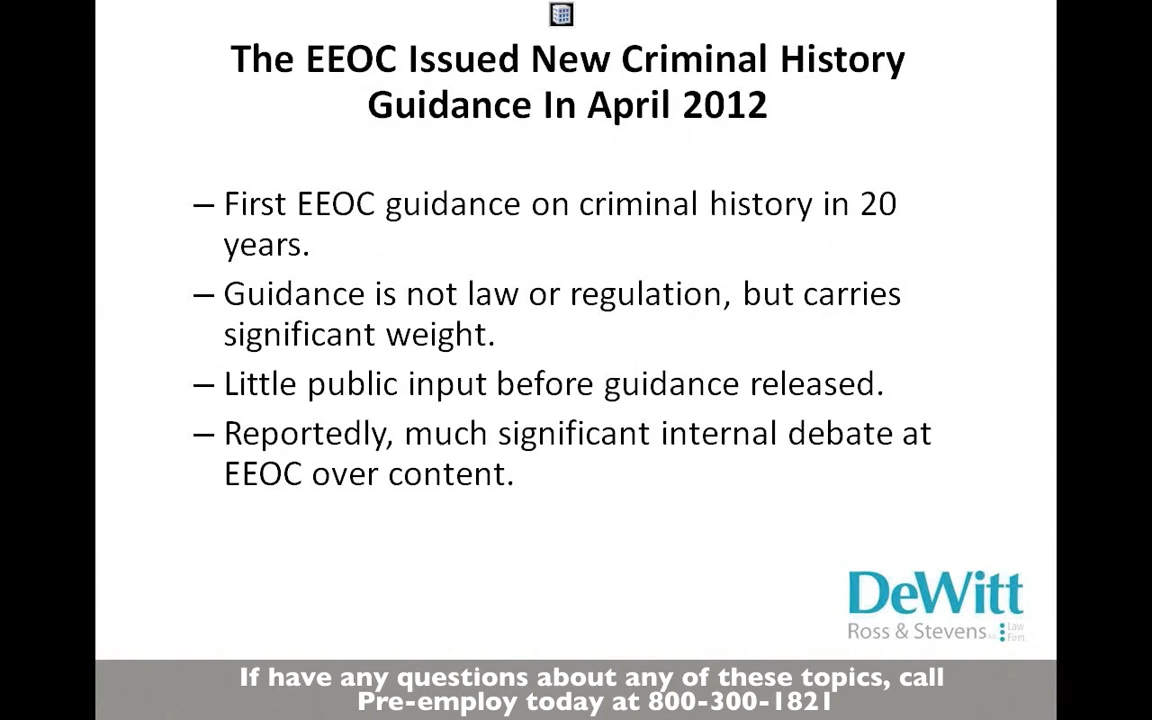 The EEOC Issued New Criminal History
Guidance In April 2012
– First EEOC guidance on criminal history in 20
years.
– Guidance is not law or regulation, but carries
significant weight.
– Little public input before guidance released.
– Reportedly, much significant internal debate at
EEOC over content.
DeWitt
Ross & Stevens
Law
Firm
If have any questions about any of these topics, call
Pre-employ today at 800-300-1821